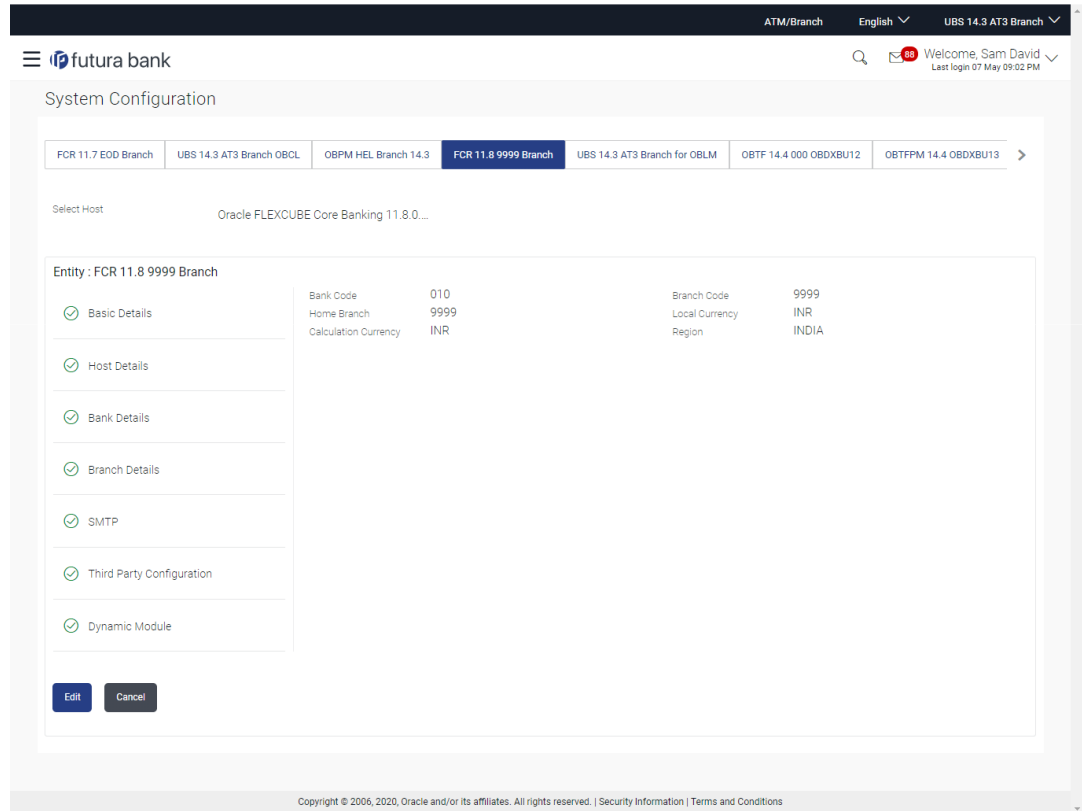 ATM/Branch English UBS 14.3 AT3 Branch
futura bank 88 Welcome, Sam David
Last login 07 May 09:02 PM
System Configuration
FCR 11.7 EOD Branch UBS 14.3 AT3 Branch OBCL OBPM HEL Branch 14.3 FCR 11.8 9999 Branch UBS 14.3 AT3 Branch for OBLM OBTF 14.4 000 OBDXBU12 OBTFPM 14.4 OBDXBU13
Select Host Oracle FLEXCUBE Core Banking 11.8.0....
Entity : FCR 11.8 9999 Branch
Basic Details
Host Details
Bank Details
Branch Details
SMTP
Third Party Configuration
Dynamic Module
Bank Code 010 Branch Code 9999
Home Branch 9999 Local Currency INR
Calculation Currency INR Region INDIA
Edit Cancel
Copyright © 2006, 2020, Oracle and/or its affiliates. All rights reserved. | Security Information | Terms and Conditions